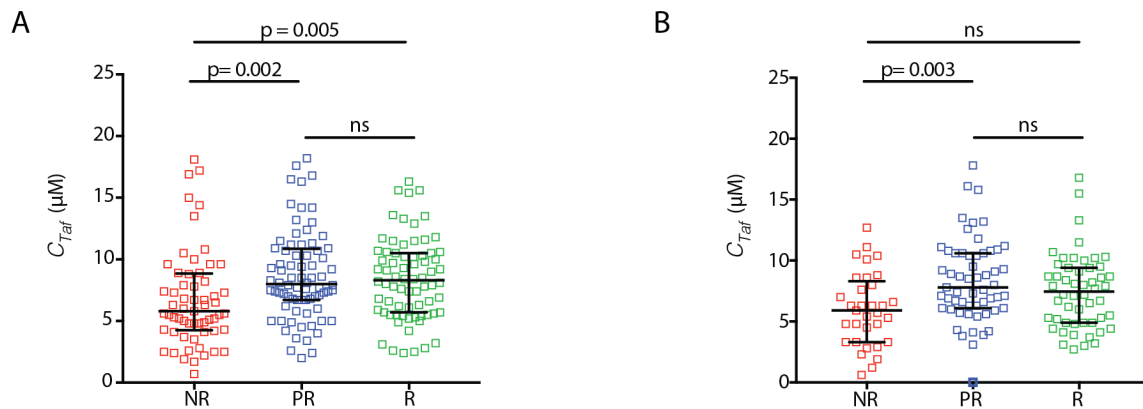 A
p = 0.005
p= 0.002
ns
25
20
15
10
5
0
C_Taf (µM)
NR PR R
B
ns
p= 0.003
ns
25
20
15
10
5
0
C_Taf (µM)
NR PR R